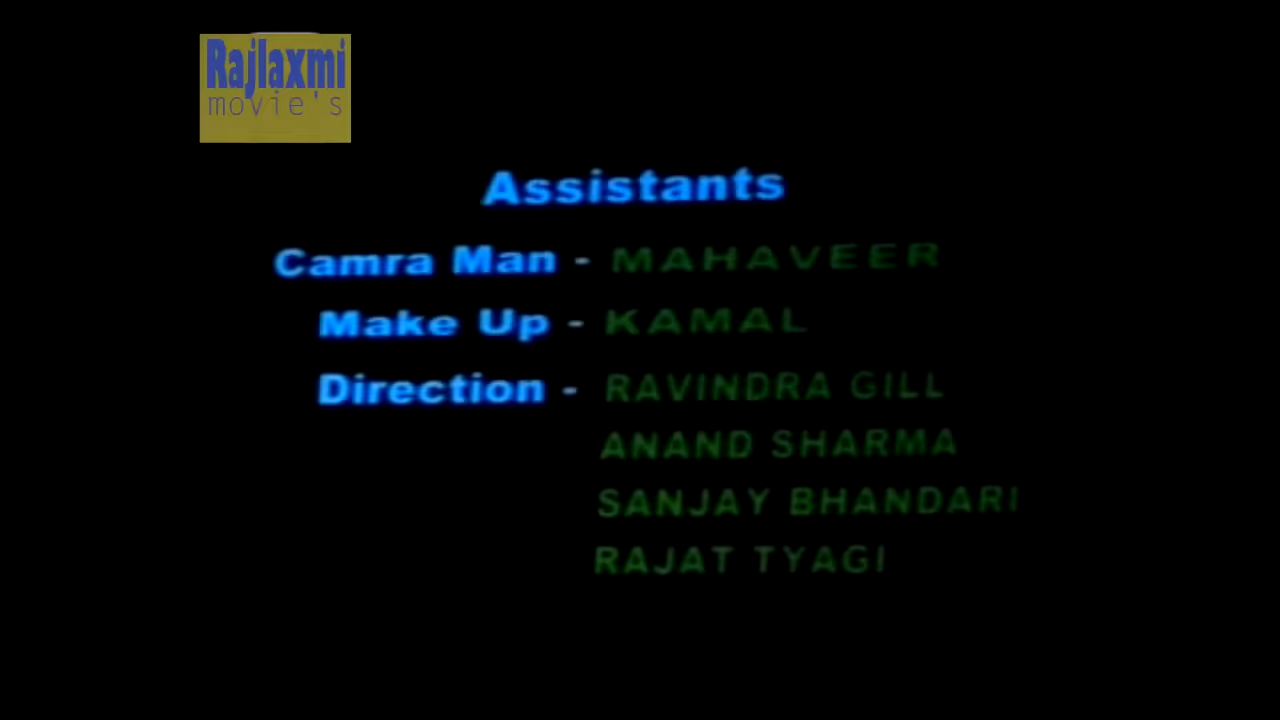 Rajlaxmi
movie's
Assistants
Camra Man - MAHAVEER
Make Up - KAMAL
Direction - RAVINDRA GILL
ANAND SHARMA
SANJAY BHANDARI
RAJAT TYAGI